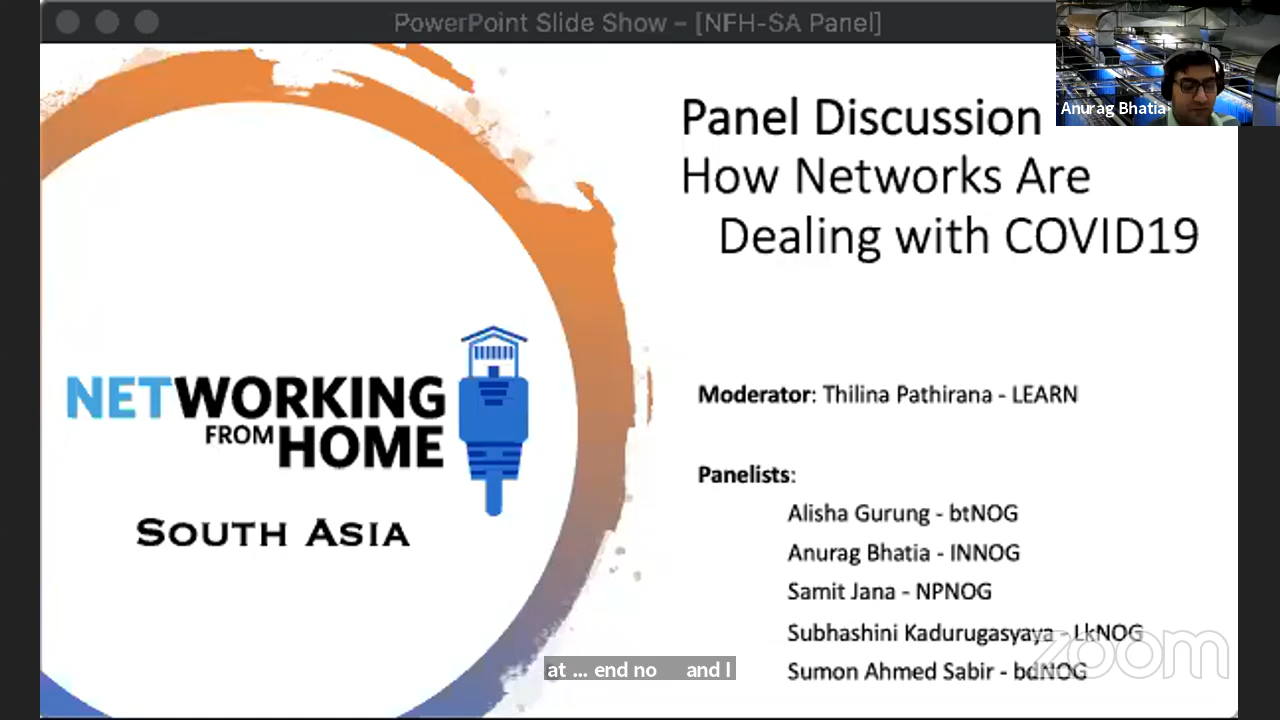 PowerPoint Slide Show – [NFH-SA Panel]
Anurag Bhatia
Panel Discussion
How Networks Are
Dealing with COVID19
NETWORKING
FROM HOME
SOUTH ASIA
Moderator: Thilina Pathirana - LEARN
Panelists:
Alisha Gurung - btNOG
Anurag Bhatia - INNOG
Samit Jana - NPNOG
Subhashini Kadurugasyaya - LkNOG
Sumon Ahmed Sabir - bdNOG
zoom
at ... end no and I